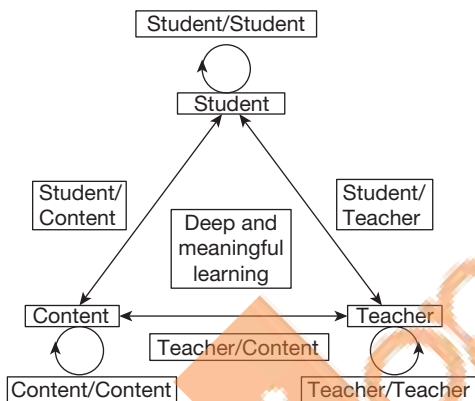 Student/Student
Student
Student/
Content
Student/
Teacher
Deep and
meaningful
learning
Content
Teacher
Teacher/Content
Content/Content
Teacher/Teacher